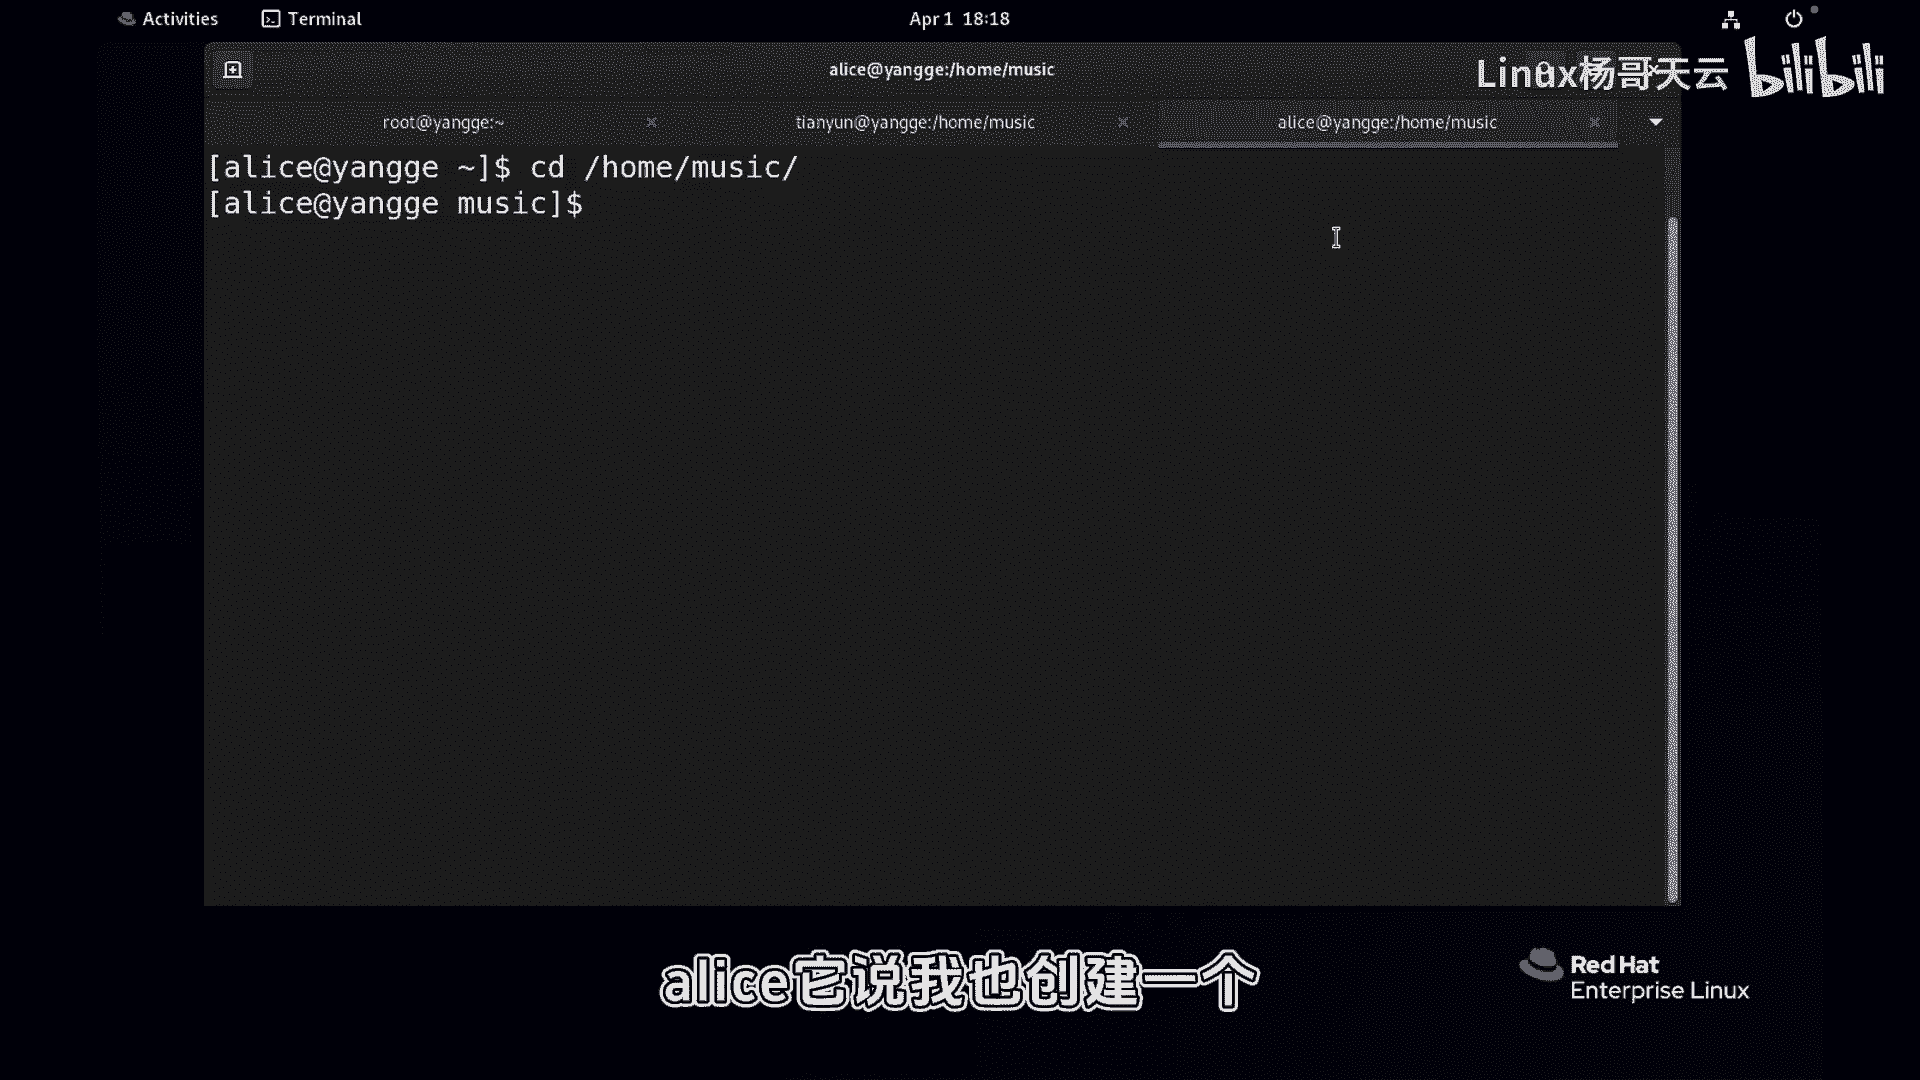 Activities Terminal Apr 1 18:18
alice@yangge:/home/music
Linux杨哥天云 bilibili
root@yangge:~ × tianyun@yangge:/home/music × alice@yangge:/home/music ×
[alice@yangge ~]$ cd /home/music/
[alice@yangge music]$
alice它说我也创建一个
Red Hat
Enterprise Linux